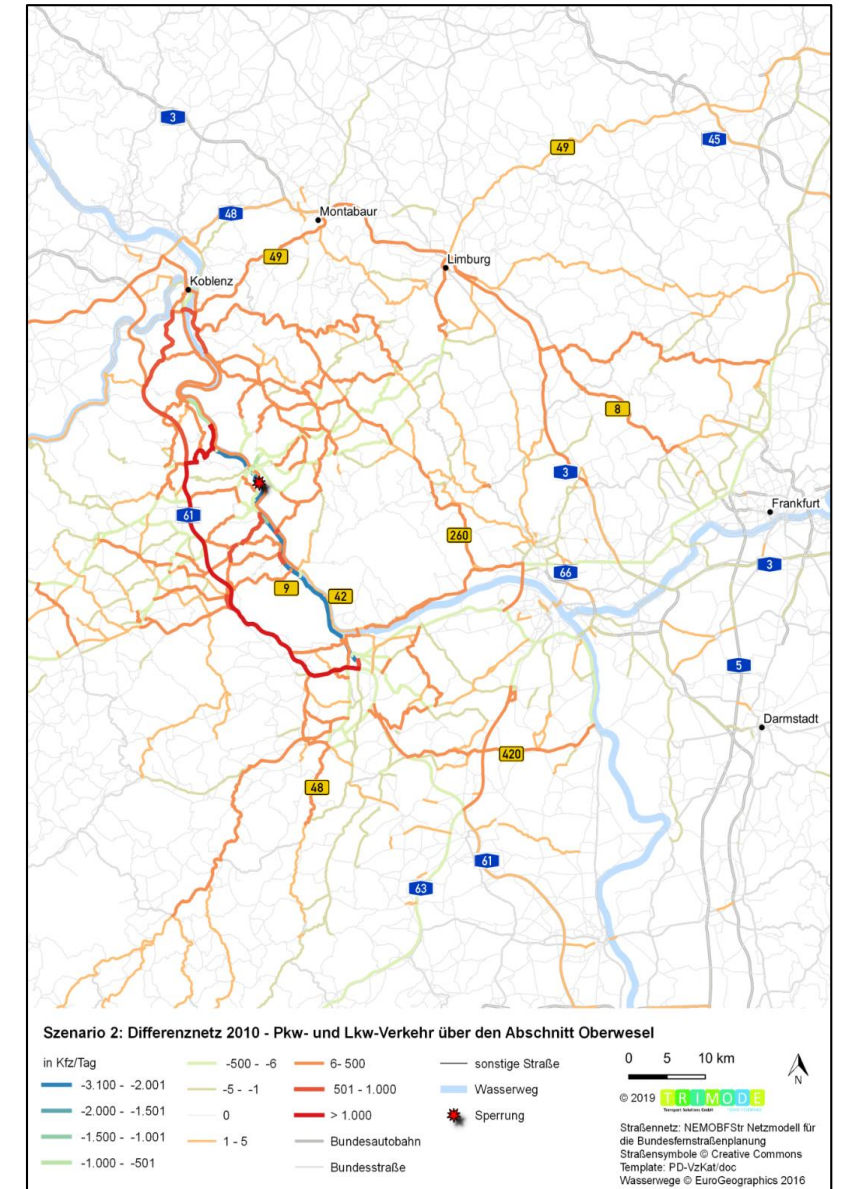 3
45
49
48
Montabaur
49
Limburg
Koblenz
8
3
61
Frankfurt
260
66
3
9
42
5
Darmstadt
420
48
61
63
Szenario 2: Differenznetz 2010 - Pkw- und Lkw-Verkehr über den Abschnitt Oberwesel
in Kfz/Tag
-3.100 - -2.001
-2.000 - -1.501
-1.500 - -1.001
-1.000 - -501
-500 - -6
-5 - -1
0
1 - 5
6- 500
501 - 1.000
> 1.000
Bundesautobahn
Bundesstraße
sonstige Straße
Wasserweg
Sperrung
0 5 10 km
N
© 2019 TRIMODE
Transport Solutions GmbH
Straßennetz: NEMOBFStr Netzmodell für
die Bundesfernstraßenplanung
Straßensymbole © Creative Commons
Template: PD-VzKat/doc
Wasserwege © EuroGeographics 2016